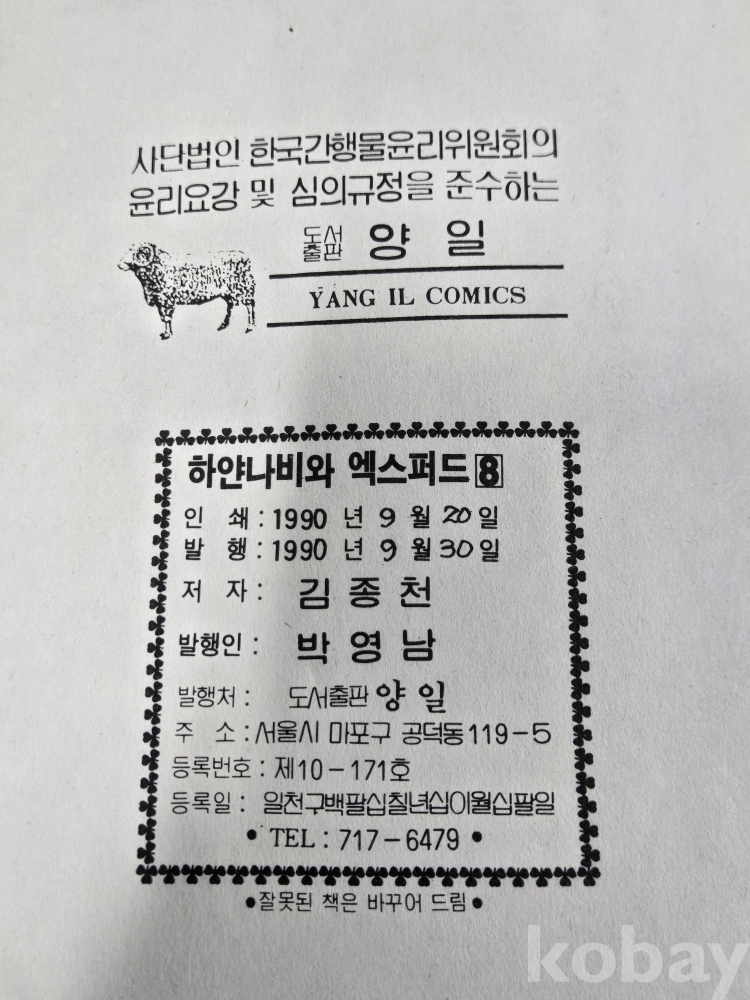 사단법인 한국간행물윤리위원회의
윤리요강 및 심의규정을 준수하는
도서출판 양일
YANG IL COMICS
하얀나비와 엑스퍼드 8
인 쇄 : 1990 년 9 월 20 일
발 행 : 1990 년 9 월 30 일
저 자 : 김종천
발행인 : 박영남
발행처 : 도서출판 양일
주 소 : 서울시 마포구 공덕동 119-5
등록번호 : 제10-171호
등록일 : 일천구백팔십칠년십이월십팔일
• TEL : 717-6479 •
•잘못된 책은 바꾸어 드림•
kobay